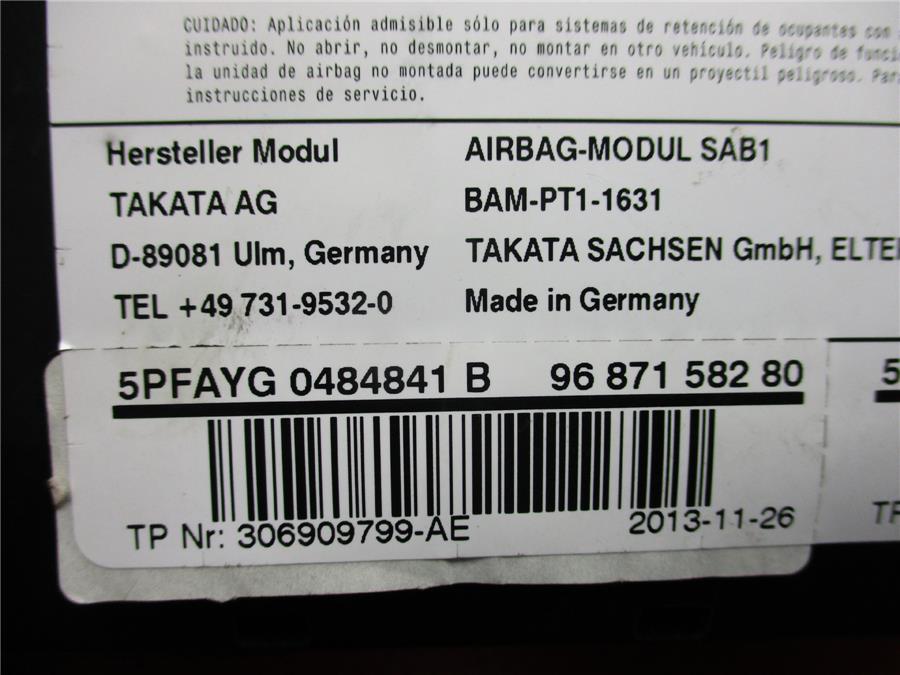 CUIDADO: Aplicación admisible sólo para sistemas de retención de ocupantes con
instruido. No abrir, no desmontar, no montar en otro vehículo. Peligro de
la unidad de airbag no montada puede convertirse en un proyectil peligroso.
instrucciones de servicio.
Hersteller Modul
TAKATA AG
D-89081 Ulm, Germany
TEL +49 731-9532-0
AIRBAG-MODUL SAB1
BAM-PT1-1631
TAKATA SACHSEN GmbH,
Made in Germany
5PFAYG 0484841 B 96 871 582 80
TP Nr: 306909799-AE 2013-11-26
5
TP